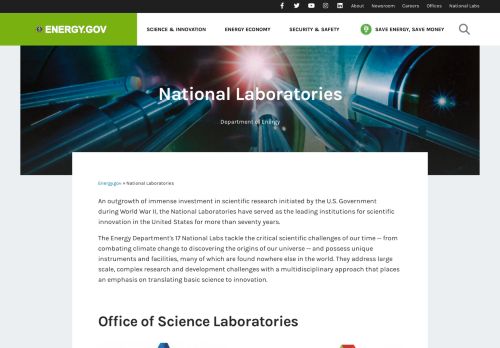 About Newsroom Careers Offices National Labs
ENERGY.GOV SCIENCE & INNOVATION ENERGY ECONOMY SECURITY & SAFETY SAVE ENERGY, SAVE MONEY
National Laboratories
Department of Energy
Energy.gov » National Laboratories
An outgrowth of immense investment in scientific research initiated by the U.S. Government
during World War II, the National Laboratories have served as the leading institutions for scientific
innovation in the United States for more than seventy years.
The Energy Department's 17 National Labs tackle the critical scientific challenges of our time — from
combating climate change to discovering the origins of our universe — and possess unique
instruments and facilities, many of which are found nowhere else in the world. They address large
scale, complex research and development challenges with a multidisciplinary approach that places
an emphasis on translating basic science to innovation.
Office of Science Laboratories